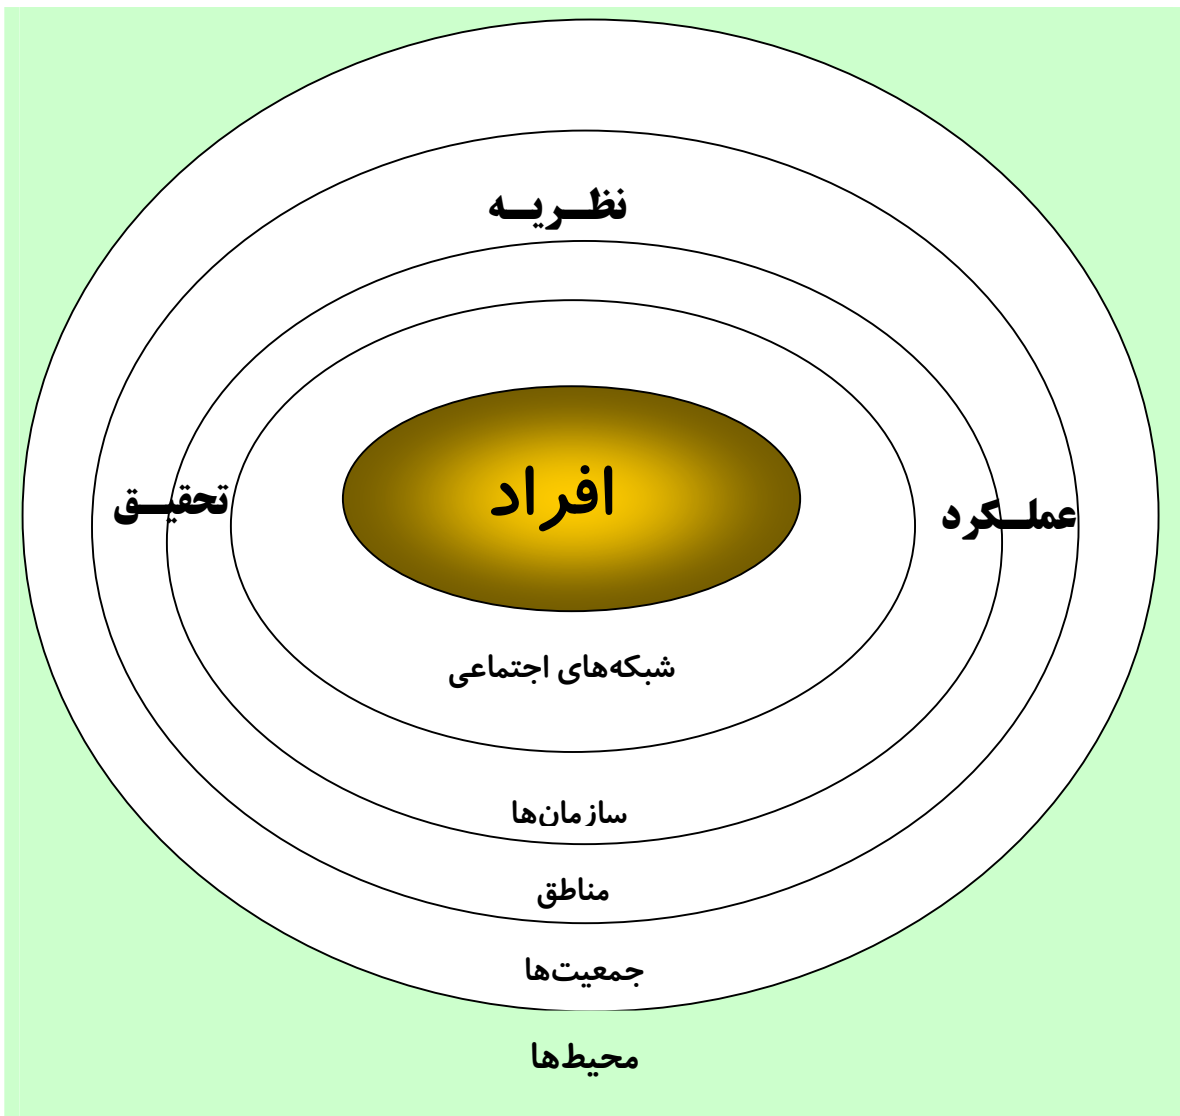 نظریه
افراد
تحقیق
عملکرد
شبکه‌های اجتماعی
سازمان‌ها
مناطق
جمعیت‌ها
محیط‌ها